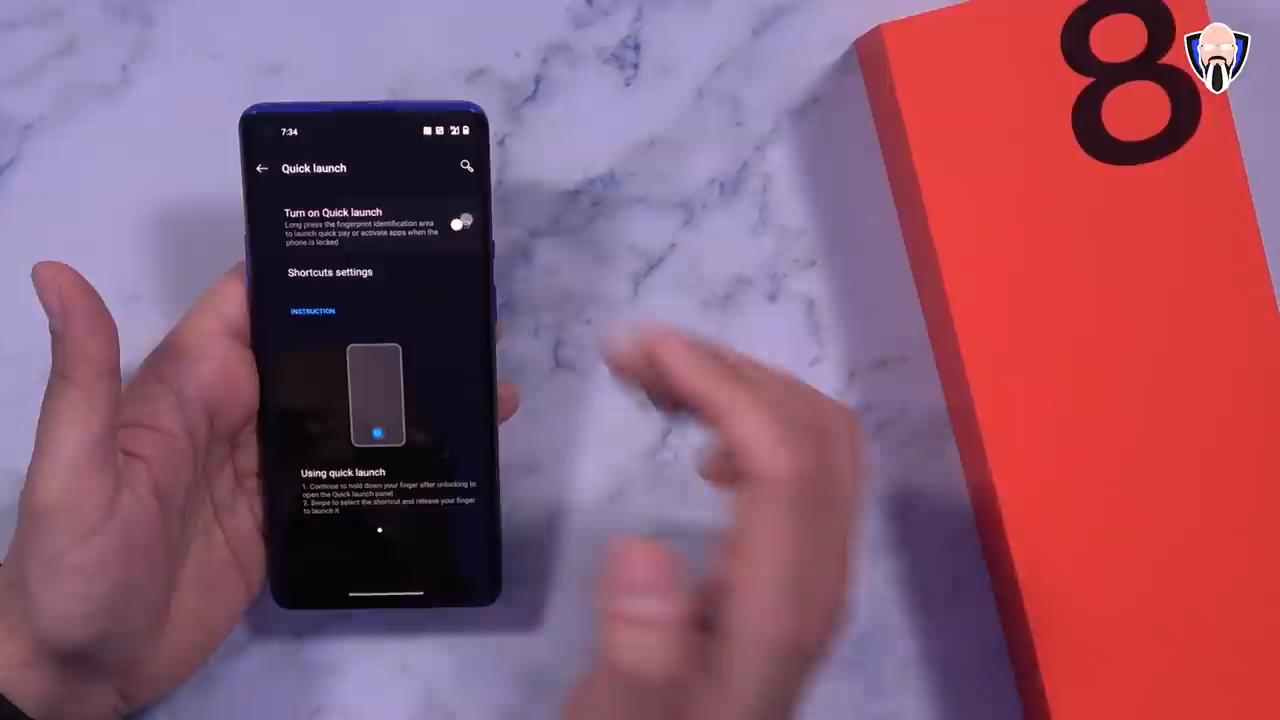 8
7:34
Quick launch
Turn on Quick launch
Long press the fingerprint identification area
to launch quick pay or activate apps when the
phone is locked
Shortcuts settings
INSTRUCTION
Using quick launch
1. Continue to hold down your finger after unlocking to
open the Quick launch panel
2. Swipe to select the shortcut and release your finger
to launch it